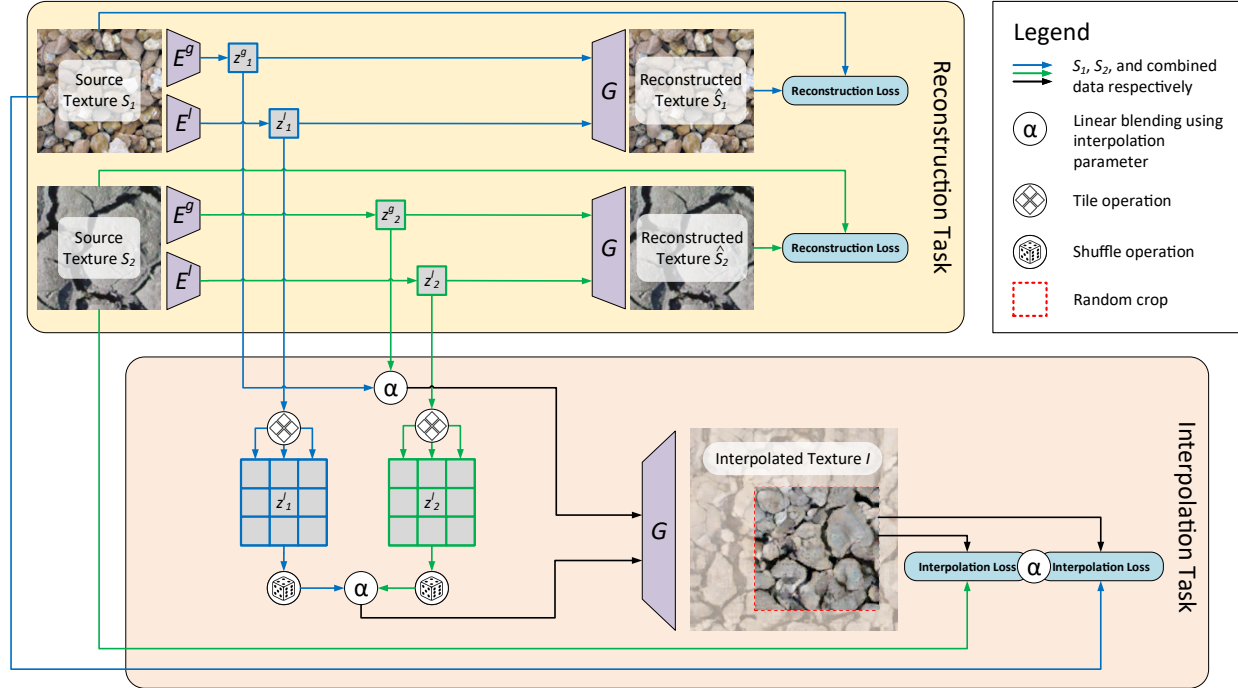 Source
Texture S₁
E^g
E^l
z^g_1
z^l_1
G
Reconstructed
Texture Ŝ₁
Reconstruction Loss
Source
Texture S₂
E^g
E^l
z^g_2
z^l_2
G
Reconstructed
Texture Ŝ₂
Reconstruction Loss
Reconstruction Task
Legend
S₁, S₂, and combined
data respectively
α
Linear blending using
interpolation
parameter
Tile operation
Shuffle operation
Random crop
α
z^l_1
z^l_2
α
G
Interpolated Texture I
Interpolation Loss
α
Interpolation Loss
Interpolation Task